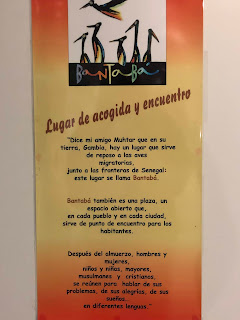 BANTABÁ
Lugar de acogida y encuentro
"Dice mi amigo Muhtar que en su
tierra, Gambia, hay un lugar que sirve
de reposo a las aves
migratorias,
junto a las fronteras de Senegal:
este lugar se llama Bantabá.
Bantabá también es una plaza, un
espacio abierto que,
en cada pueblo y en cada ciudad,
sirve de punto de encuentro para los
habitantes.
Después del almuerzo, hombres y
mujeres,
niños y niñas, mayores,
musulmanes y cristianos,
se reúnen para hablar de sus
problemas, de sus alegrías, de sus
sueños...
en diferentes lenguas."